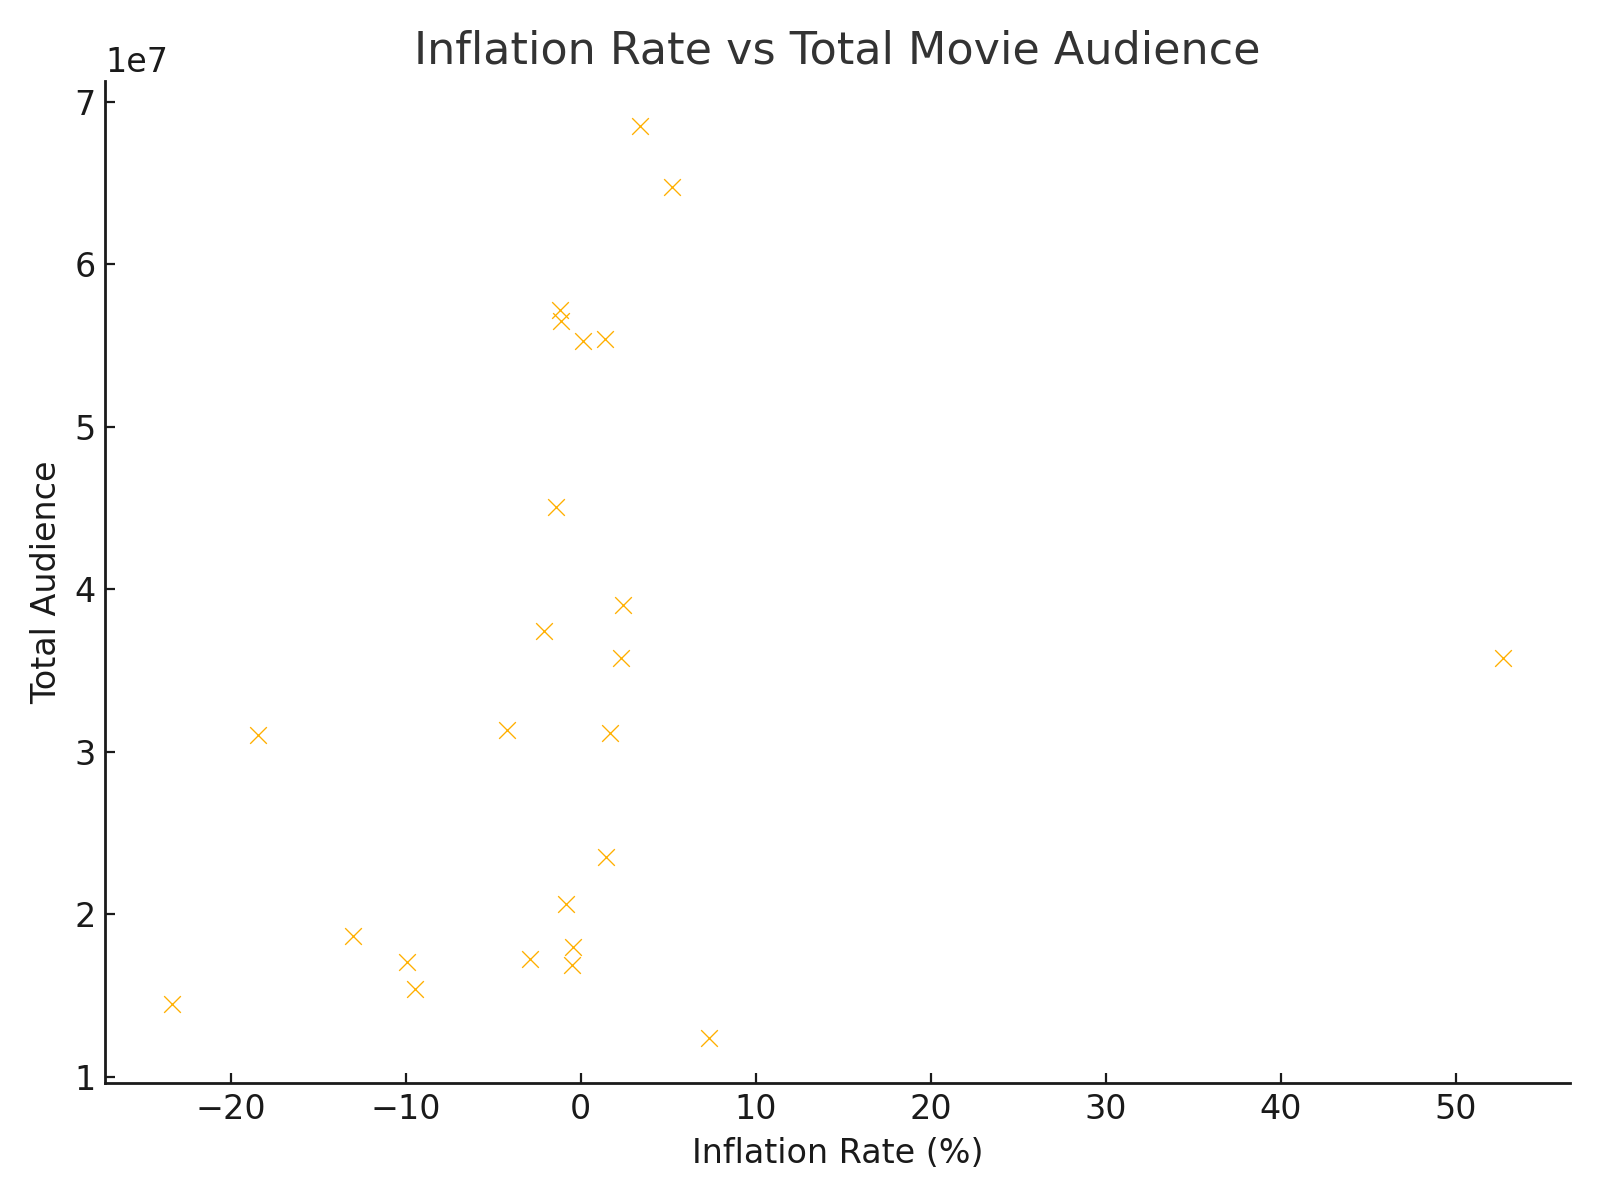 Inflation Rate vs Total Movie Audience
1e7
7
6
5
4
3
2
1
Total Audience
−20 −10 0 10 20 30 40 50
Inflation Rate (%)